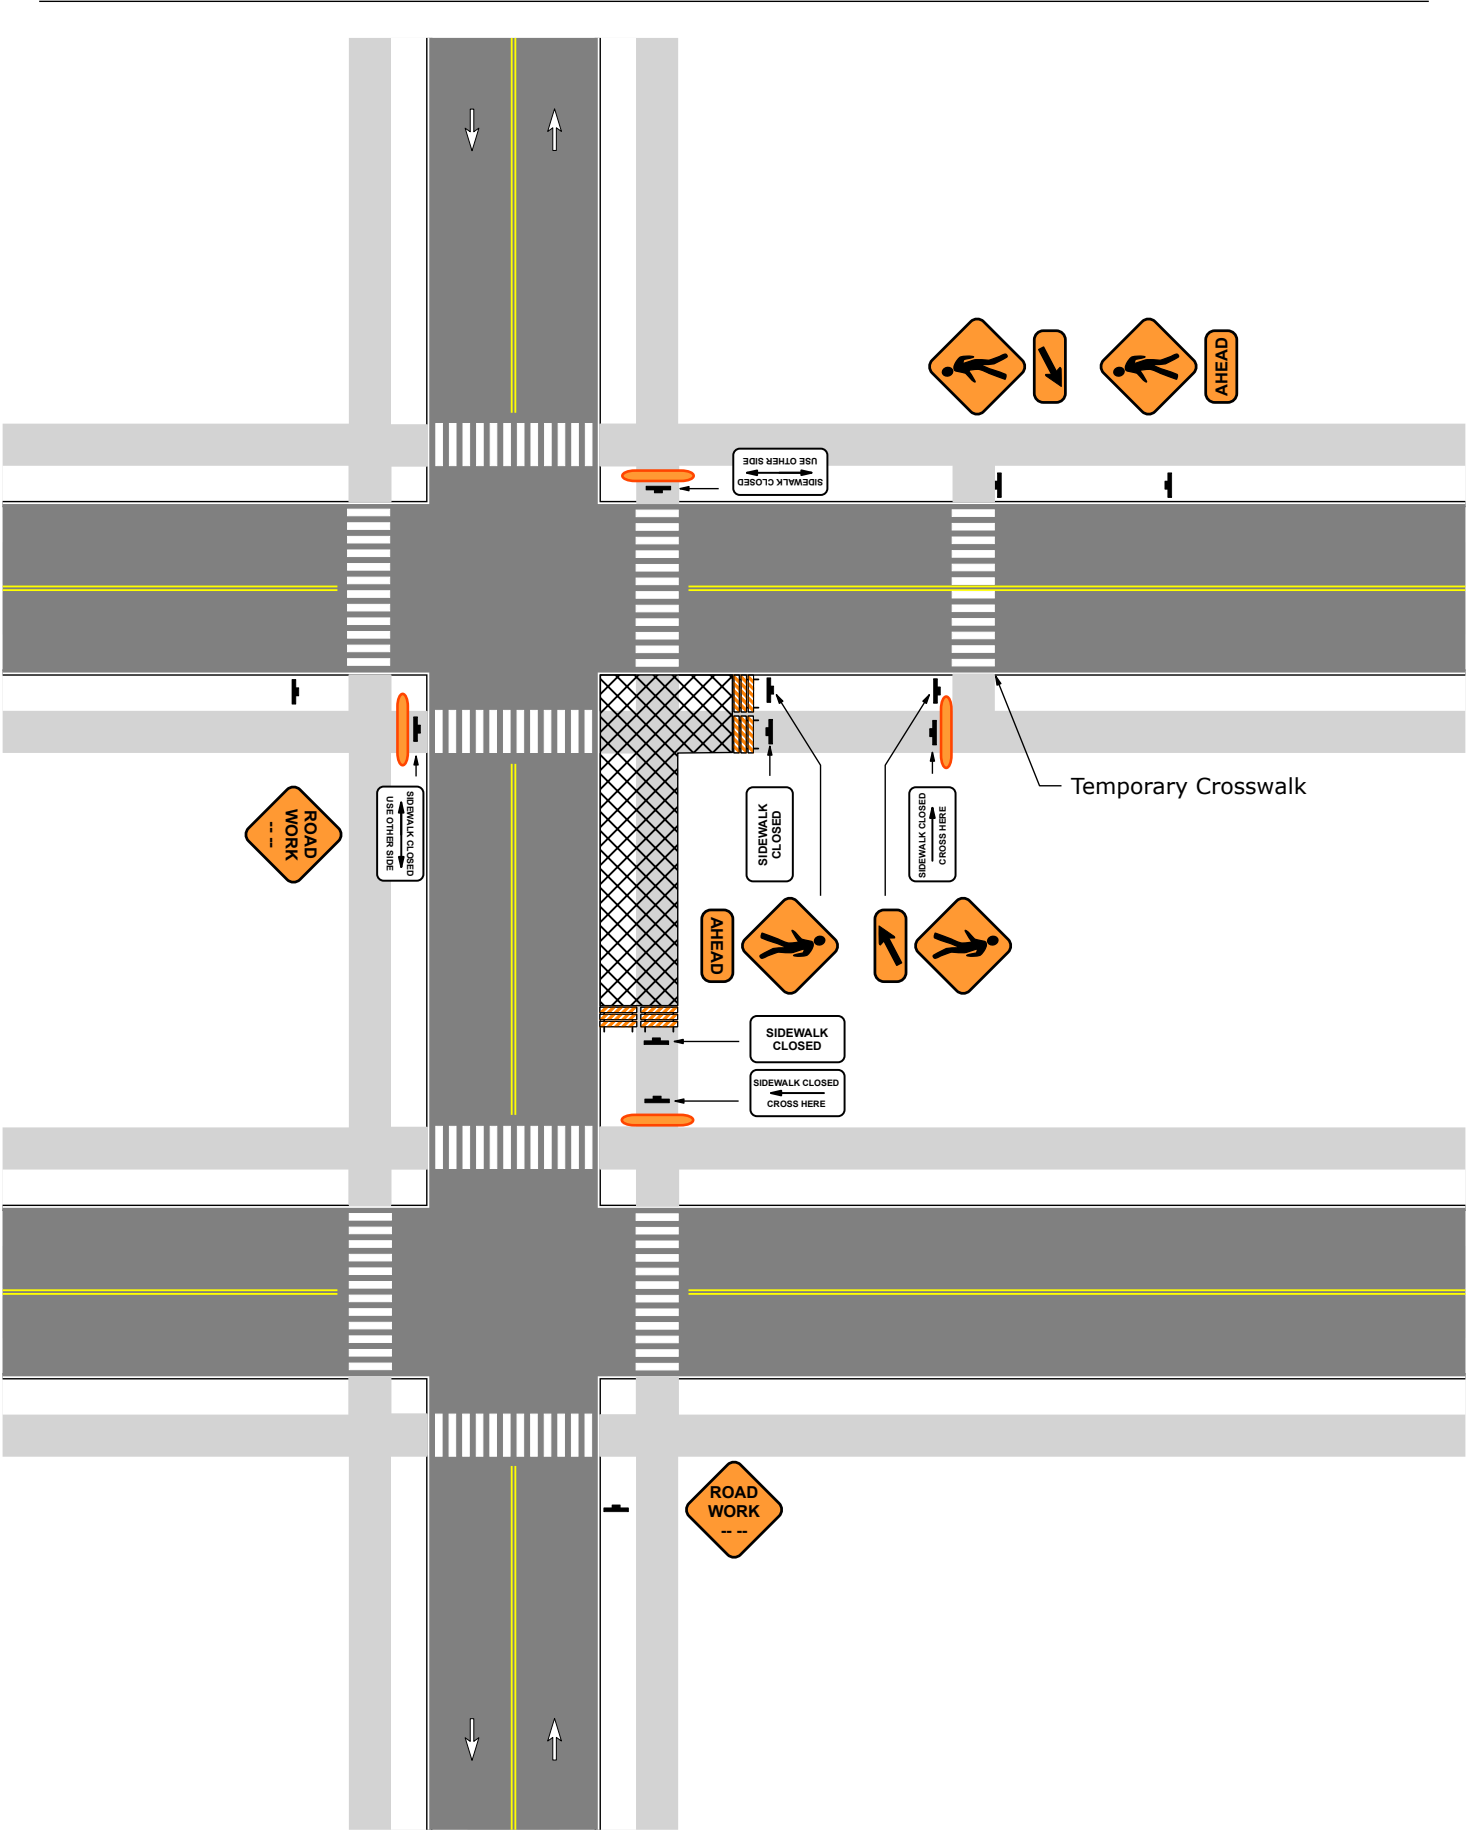 AHEAD
SIDEWALK CLOSED
USE OTHER SIDE
Temporary Crosswalk
ROAD
WORK
-- --
SIDEWALK CLOSED
USE OTHER SIDE
SIDEWALK
CLOSED
SIDEWALK CLOSED
CROSS HERE
AHEAD
SIDEWALK
CLOSED
SIDEWALK CLOSED
CROSS HERE
ROAD
WORK
-- --